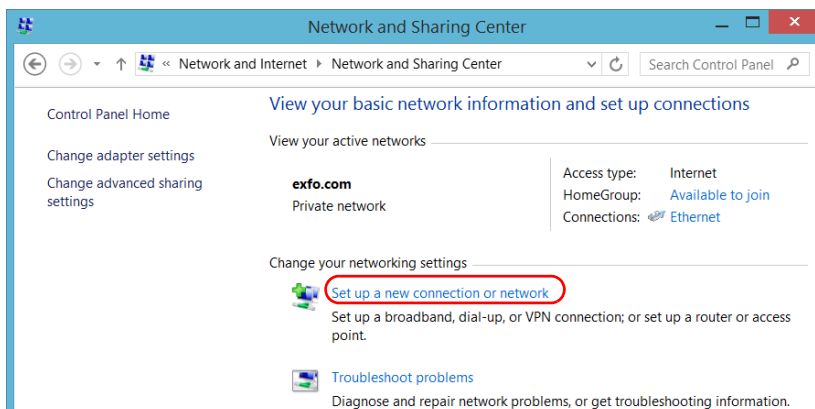 Network and Sharing Center
« Network and Internet Network and Sharing Center
Search Control Panel
Control Panel Home
Change adapter settings
Change advanced sharing
settings
View your basic network information and set up connections
View your active networks
exfo.com
Private network
Access type: Internet
HomeGroup: Available to join
Connections: Ethernet
Change your networking settings
Set up a new connection or network
Set up a broadband, dial-up, or VPN connection; or set up a router or access
point.
Troubleshoot problems
Diagnose and repair network problems, or get troubleshooting information.